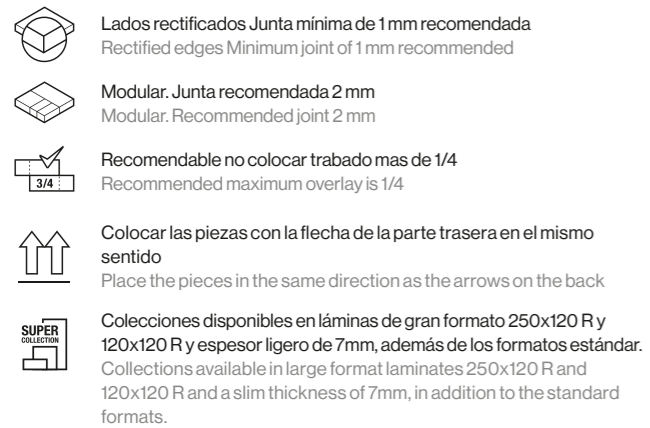 Lados rectificados Junta mínima de 1 mm recomendada
Rectified edges Minimum joint of 1 mm recommended
Modular. Junta recomendada 2 mm
Modular. Recommended joint 2 mm
3/4
Recomendable no colocar trabado mas de 1/4
Recommended maximum overlay is 1/4
Colocar las piezas con la flecha de la parte trasera en el mismo
sentido
Place the pieces in the same direction as the arrows on the back
SUPER
COLLECTION
Colecciones disponibles en láminas de gran formato 250x120 R y
120x120 R y espesor ligero de 7mm, además de los formatos estándar.
Collections available in large format laminates 250x120 R and
120x120 R and a slim thickness of 7mm, in addition to the standard
formats.